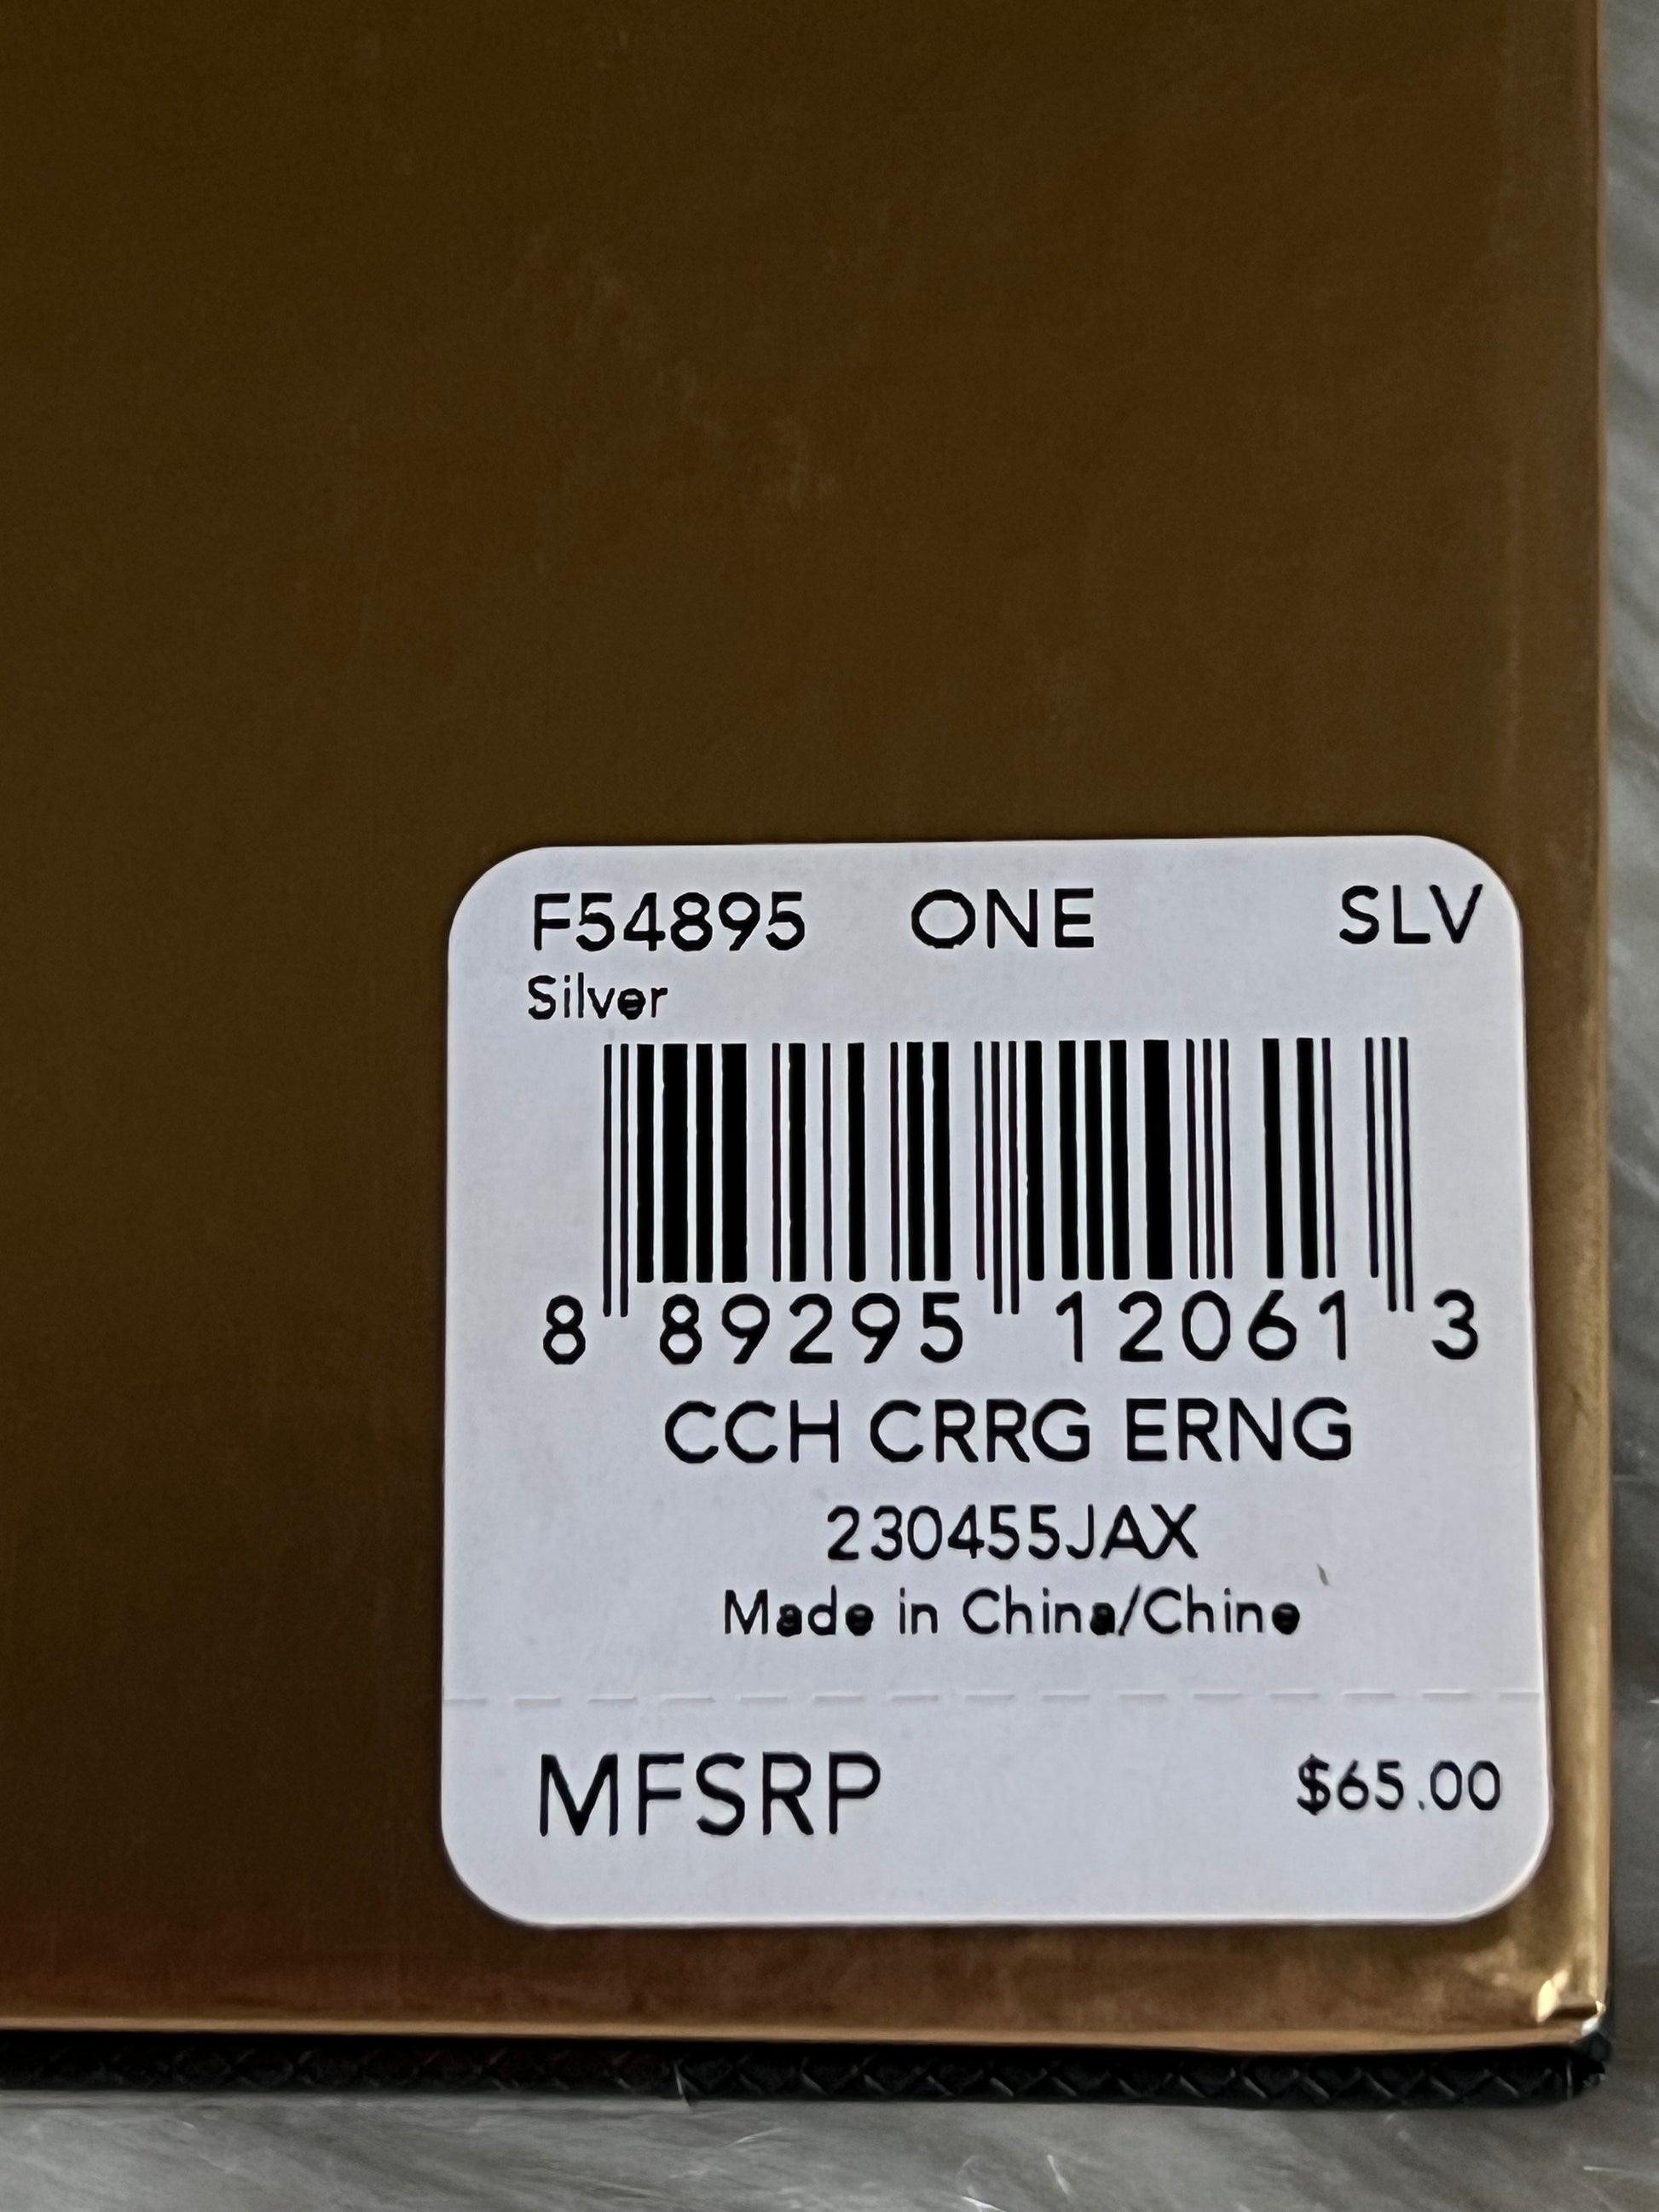 F54895 ONE SLV
Silver
8 89295 12061 3
CCH CRRG ERNG
230455JAX
Made in China/Chine
MFSRP $65.00